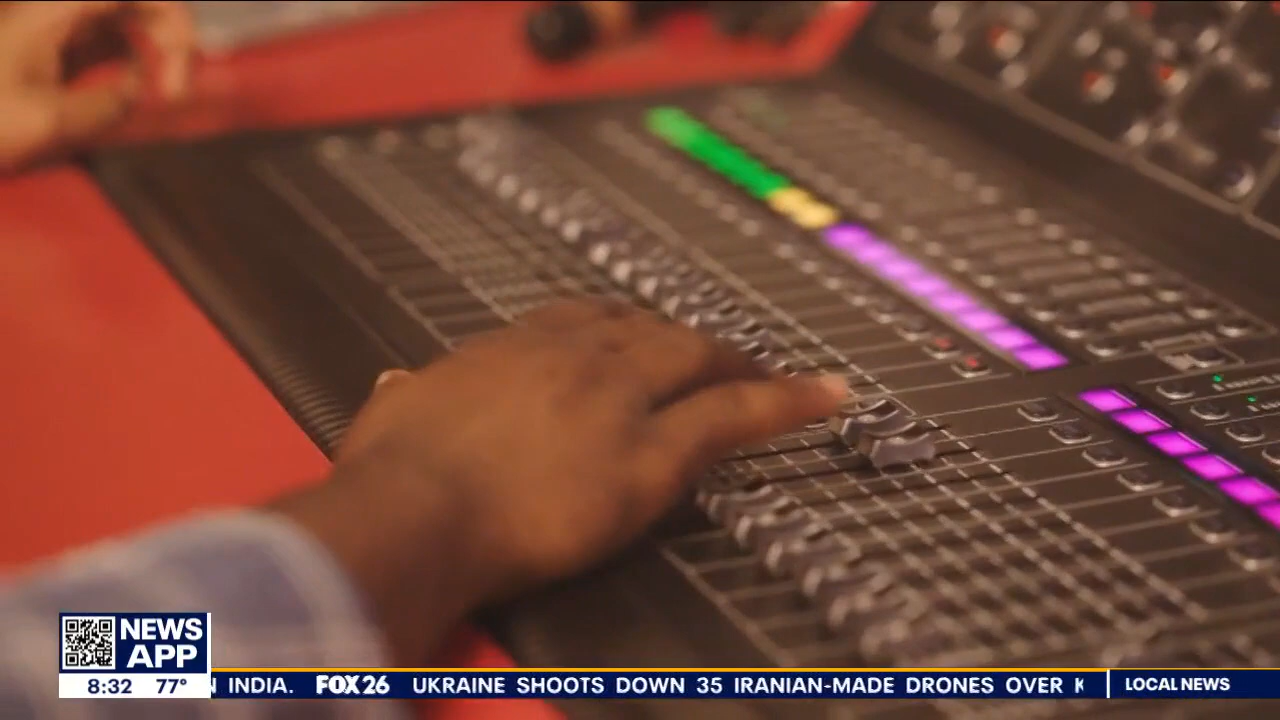 NEWS
APP
8:32 77°
INDIA. FOX 26 UKRAINE SHOOTS DOWN 35 IRANIAN-MADE DRONES OVER
LOCAL NEWS